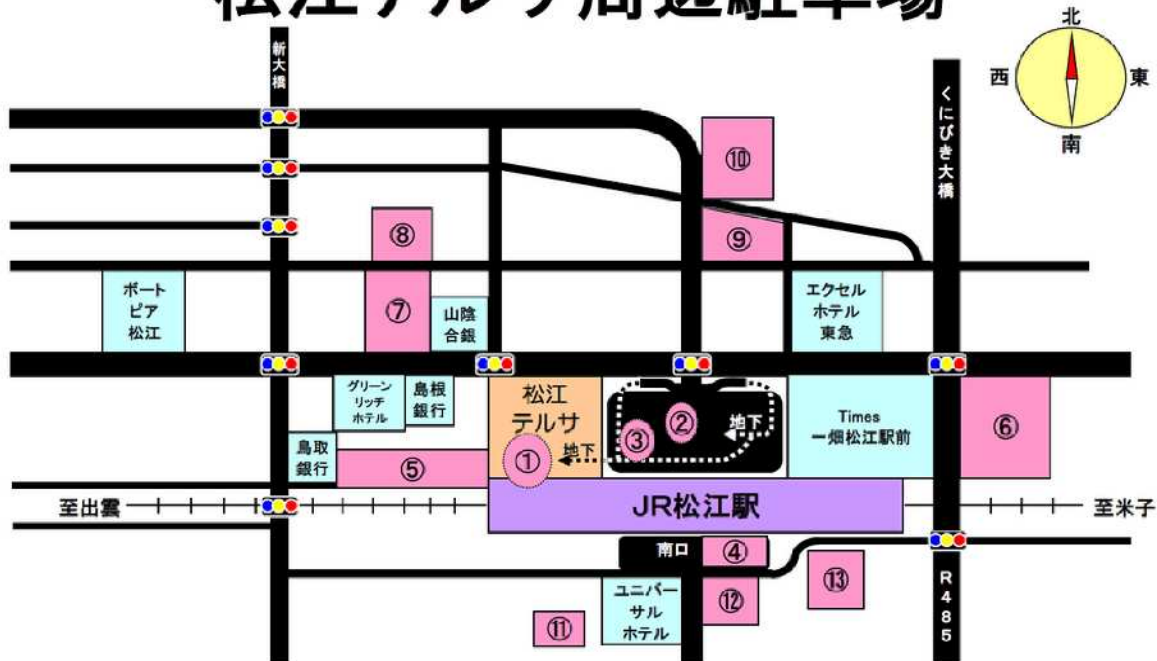 松江テルサ周辺駐車場
北
西
東
南
新大橋
くにびき大橋
⑩
⑨
⑧
⑦
ボート
ピア
松江
山陰
合銀
エクセル
ホテル
東急
グリーン
リッチ
ホテル
島根
銀行
松江
テルサ
地下
①
②
③
地下
Times
一畑松江駅前
⑥
鳥取
銀行
⑤
至出雲
JR松江駅
至米子
南口
④
⑬
ユニバー
サル
ホテル
⑫
⑪
R485